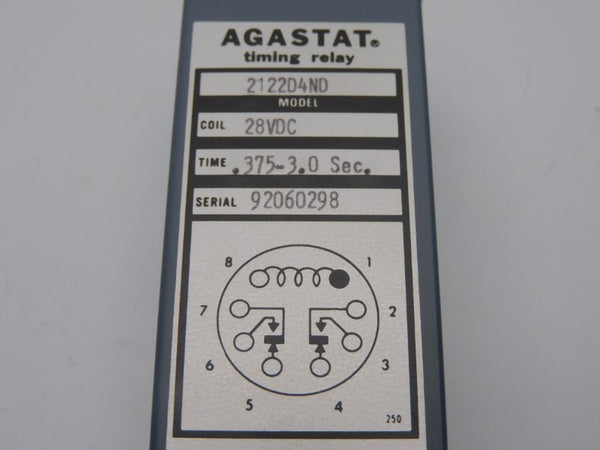 AGASTAT®
timing relay
2122D4ND
MODEL
COIL 28VDC
TIME .375-3.0 Sec.
SERIAL 92060298
8 1
7 2
6 3
5 4
250